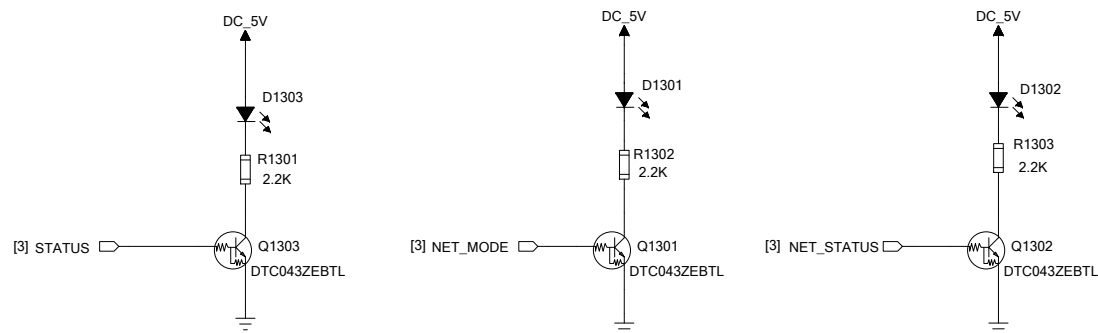 DC_5V
D1303
R1301
2.2K
[3] STATUS
Q1303
DTC043ZEBTL
DC_5V
D1301
R1302
2.2K
[3] NET_MODE
Q1301
DTC043ZEBTL
DC_5V
D1302
R1303
2.2K
[3] NET_STATUS
Q1302
DTC043ZEBTL